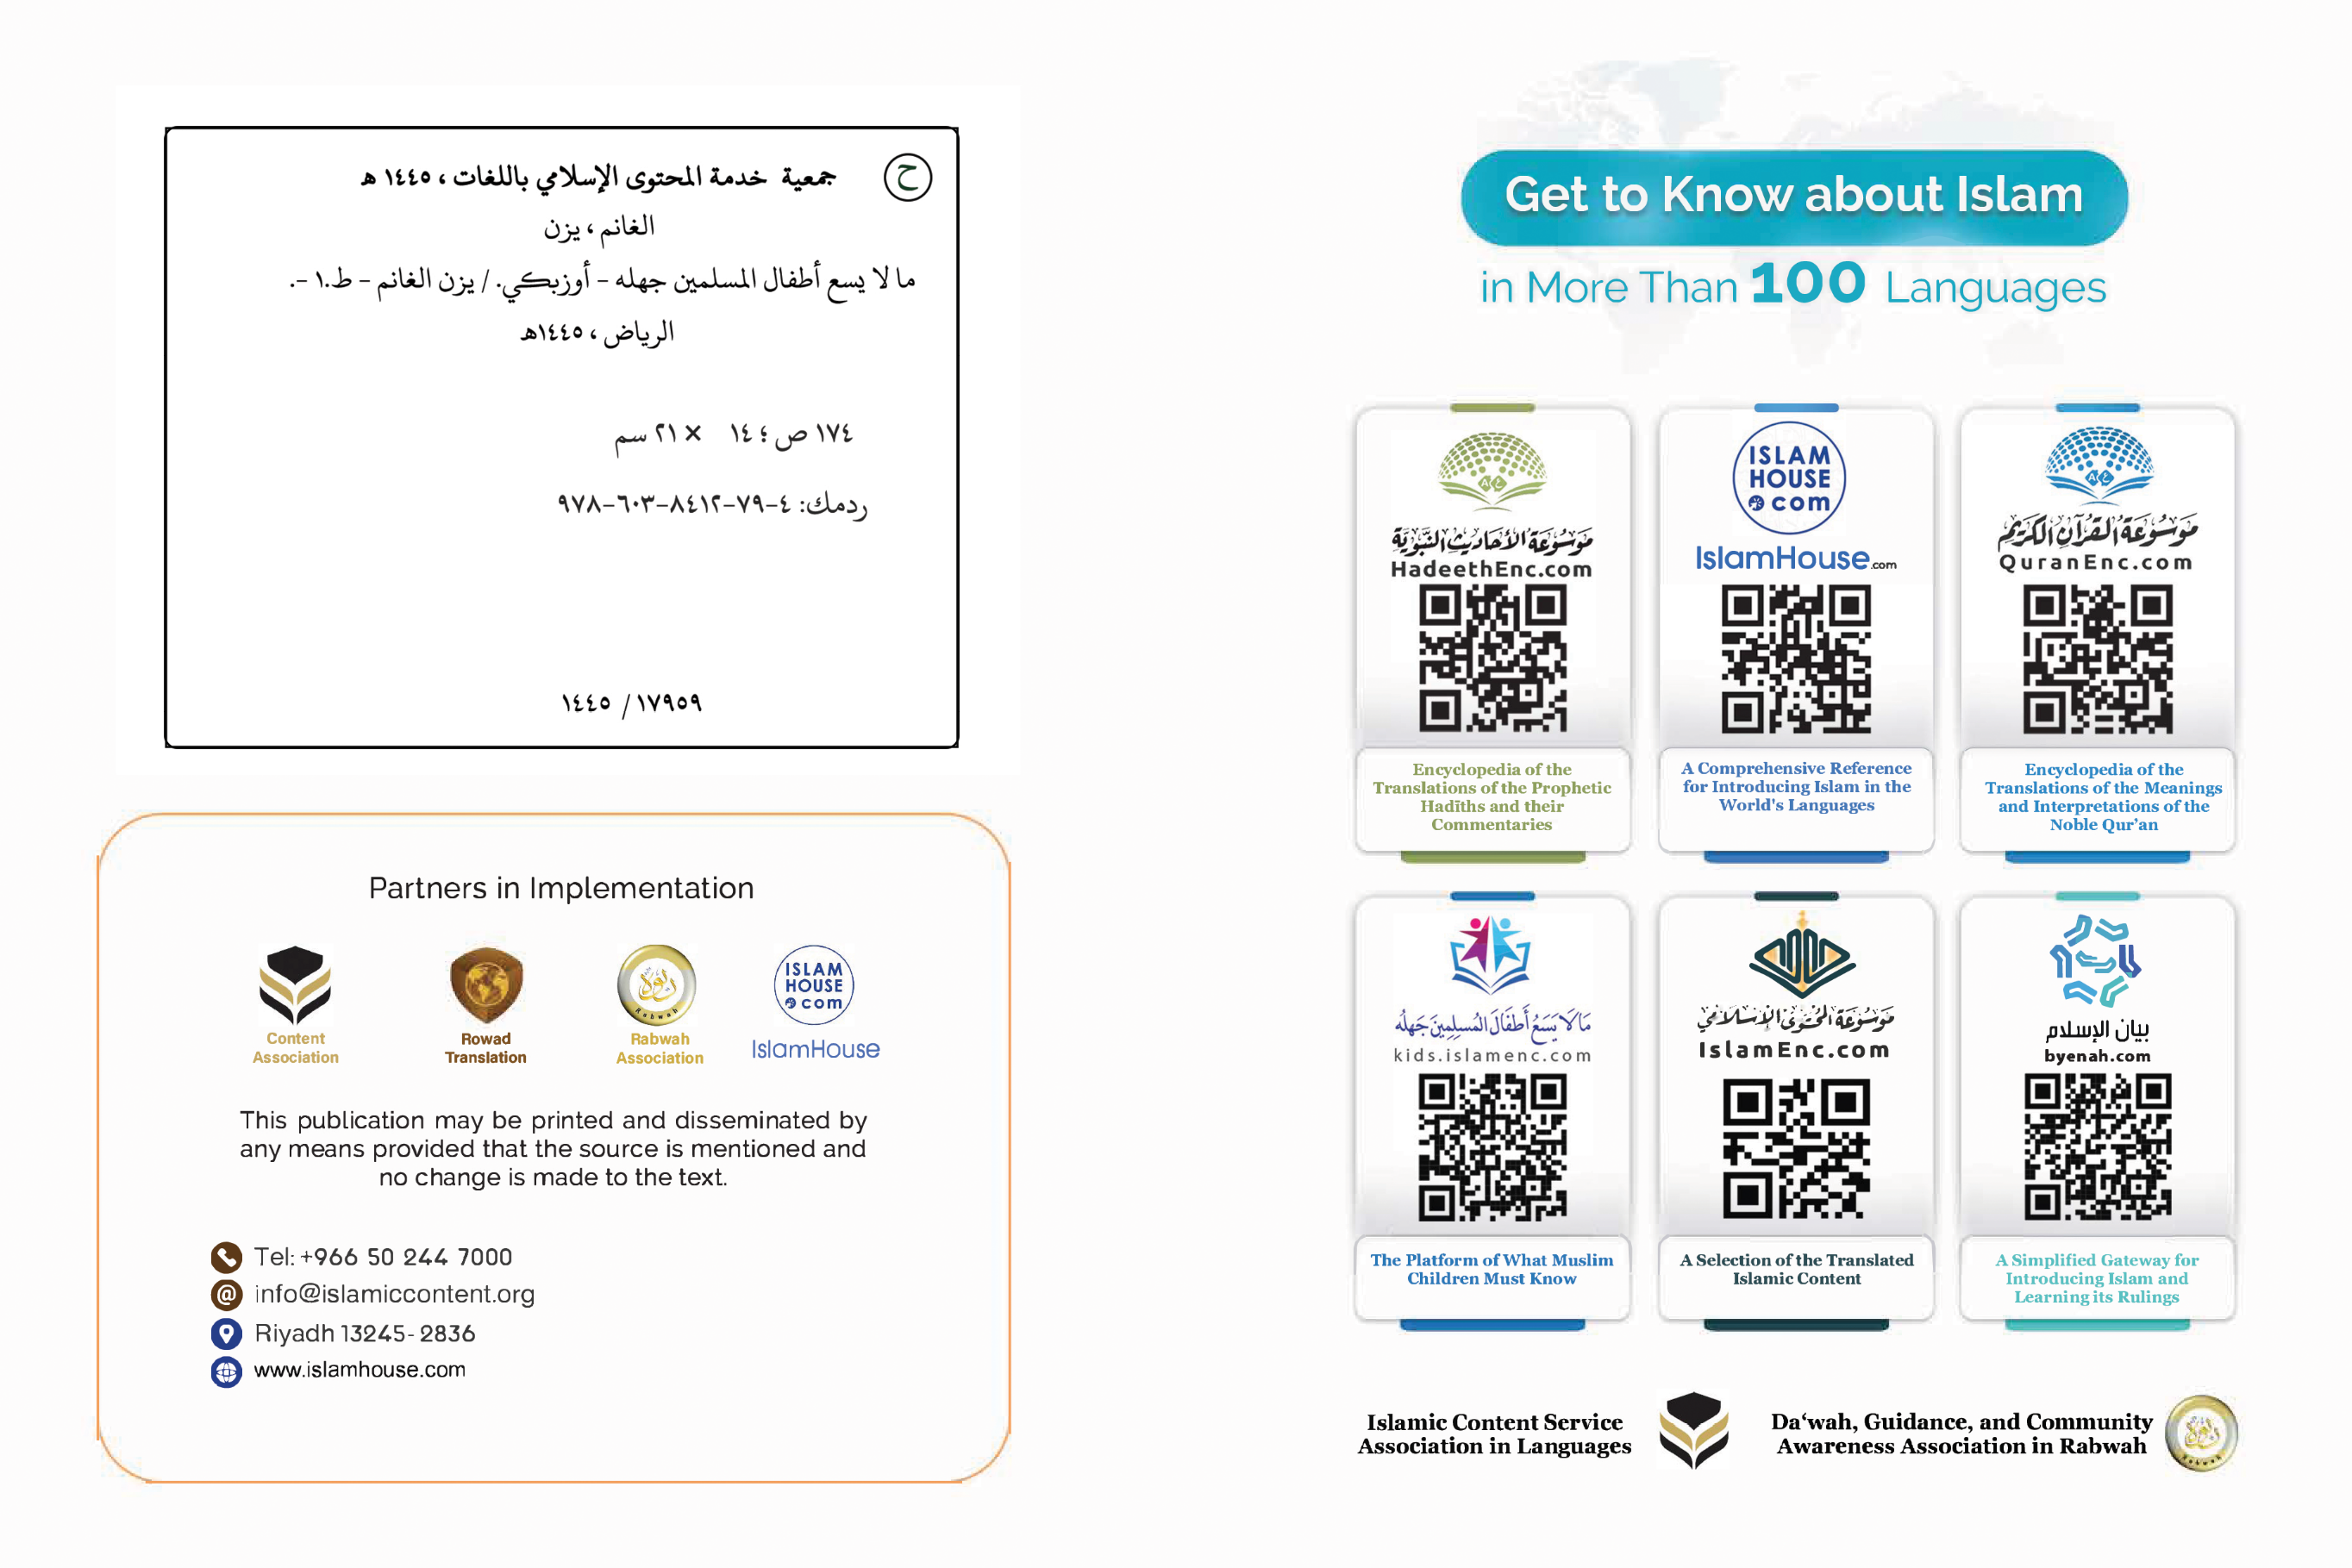 ح
جمعية خدمة المحتوى الإسلامي باللغات ، ١٤٤٥ هـ
الغانم ، يزن
ما لا يسع أطفال المسلمين جهله - أوزبكي. / يزن الغانم - ط.١ -.
الرياض ، ١٤٤٥هـ
١٧٤ ص ؛ ١٤ × ٢١ سم
ردمك: ٤-٧٩-٨٤١٢-٦٠٣-٩٧٨
١٧٩٥٩ / ١٤٤٥
Partners in Implementation
Content
Association
Rowad
Translation
Rabwah
Rabwah
Association
ISLAM
HOUSE
com
IslamHouse
This publication may be printed and disseminated by
any means provided that the source is mentioned and
no change is made to the text.
Tel: +966 50 244 7000
info@islamiccontent.org
Riyadh 13245- 2836
www.islamhouse.com
Get to Know about Islam
in More Than 100 Languages
موسوعة الأحاديث النبوية
HadeethEnc.com
Encyclopedia of the
Translations of the Prophetic
Hadīths and their
Commentaries
ISLAM
HOUSE
com
IslamHouse.com
A Comprehensive Reference
for Introducing Islam in the
World's Languages
موسوعة القرآن الكريم
QuranEnc.com
Encyclopedia of the
Translations of the Meanings
and Interpretations of the
Noble Qur’an
مَا لَا يَسَعُ أَطْفَالَ المُسْلِمِينَ جَهْلُه
kids.islamenc.com
The Platform of What Muslim
Children Must Know
موسوعة المحتوى الإسلامي
IslamEnc.com
A Selection of the Translated
Islamic Content
بيان الإسلام
byenah.com
A Simplified Gateway for
Introducing Islam and
Learning its Rulings
Islamic Content Service
Association in Languages
Da‘wah, Guidance, and Community
Awareness Association in Rabwah
Rabwah